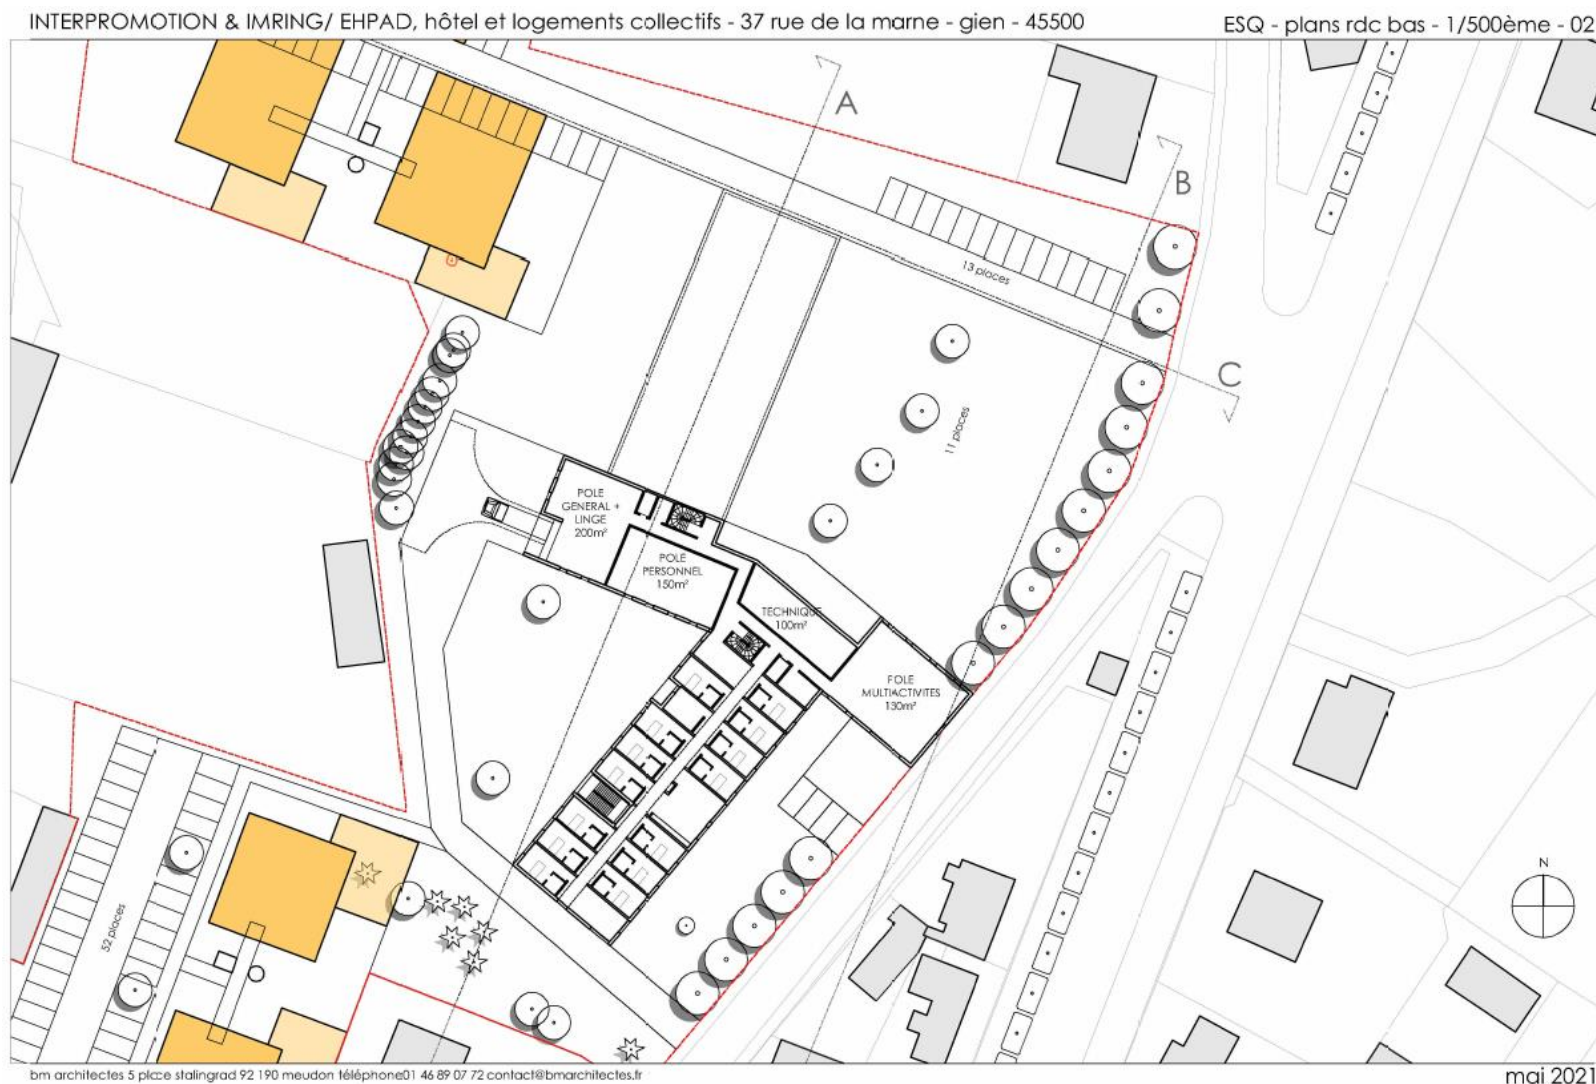 INTERPROMOTION & IMRING/ EHPAD, hôtel et logements collectifs - 37 rue de la marne - gien - 45500
ESQ - plans rdc bas - 1/500ème - 02
A
B
13 places
C
11 places
POLE
GENERAL +
LINGE
200m²
POLE
PERSONNEL
150m²
TECHNIQUE
100m²
POLE
MULTIACTIVITES
130m²
52 places
N
bm architectes 5 place stalingrad 92 190 meudon téléphone01 46 89 07 72 contact@bmarchitectes.fr
mai 2021